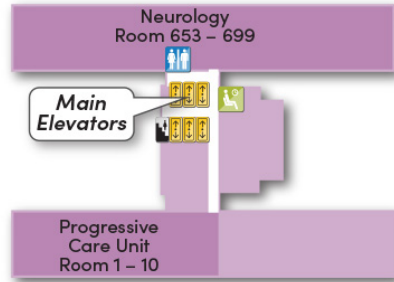 Neurology
Room 653 – 699
Main
Elevators
Progressive
Care Unit
Room 1 – 10